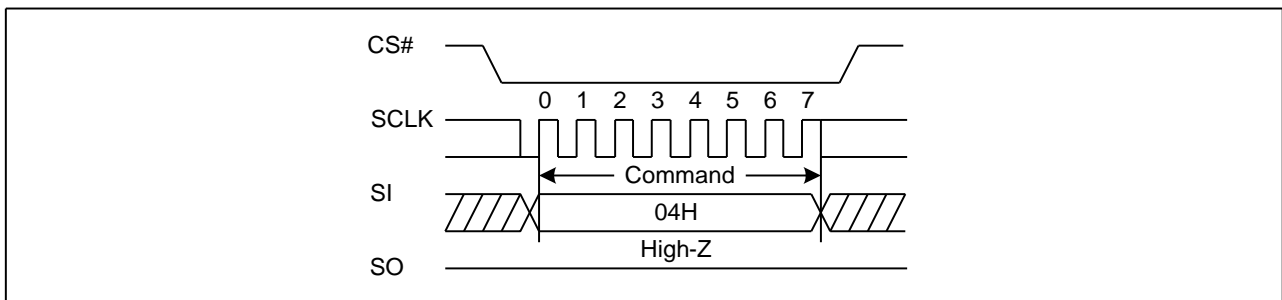 CS#
0 1 2 3 4 5 6 7
SCLK
Command
SI
04H
High-Z
SO